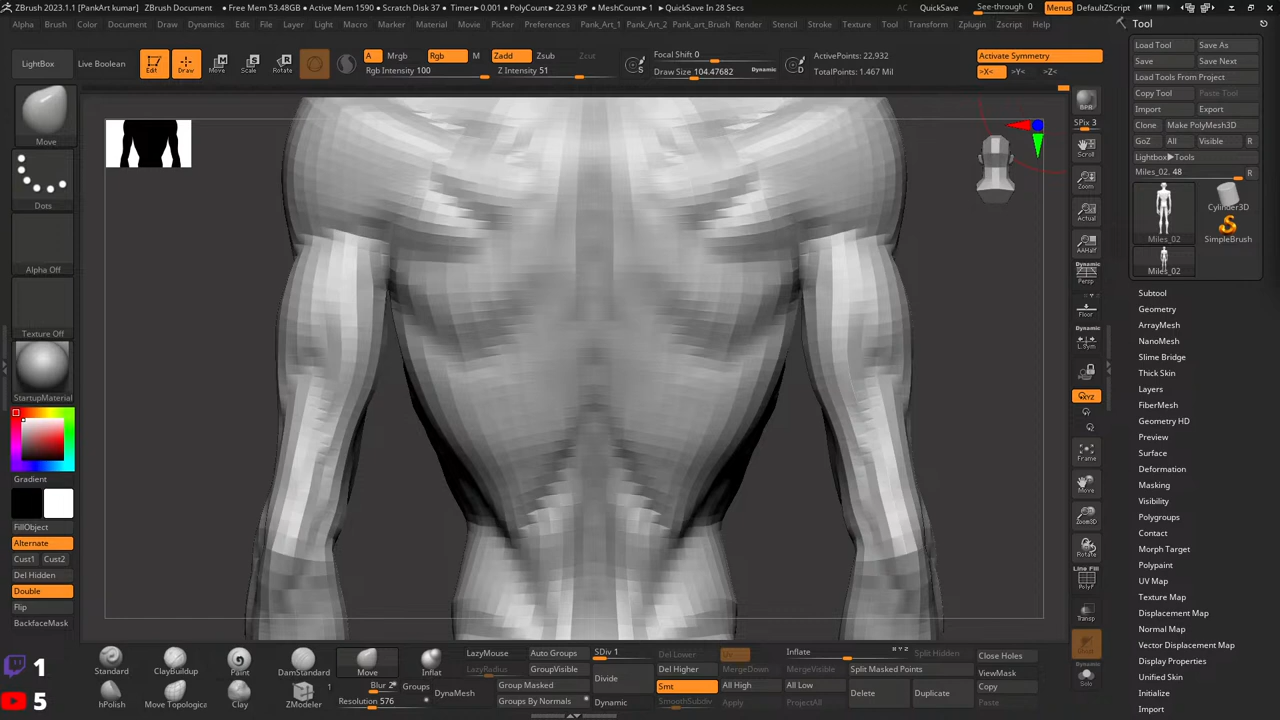 ZBrush 2023.1.1 [PankArt kumar] ZBrush Document • Free Mem 53.48GB • Active Mem 1590 • Scratch Disk 37 • Timer▶0.001 • PolyCount▶22.93 KP • MeshCount▶1 • QuickSave In 28 Secs AC QuickSave See-through 0 Menus DefaultZScript Tool
Alpha Brush Color Document Draw Dynamics Edit File Layer Light Macro Marker Material Movie Picker Preferences Pank_Art_1 Pank_Art_2 Pank_art_Brush Render Stencil Stroke Texture Tool Transform Zplugin Zscript Help
LightBox Live Boolean Edit Draw Move Scale Rotate A Mrgb Rgb M Zadd Zsub Zcut Focal Shift 0 ActivePoints: 22,932 Activate Symmetry
Rgb Intensity 100 Z Intensity 51 S Draw Size 104.47682 Dynamic D TotalPoints: 1.467 Mil >X< >Y< >Z<
Load Tool Save As
Save Save Next
Load Tools From Project
Copy Tool Paste Tool
Import Export
Clone Make PolyMesh3D
GoZ All Visible R
Lightbox▶Tools
Miles_02. 48 R
Miles_02 Cylinder3D
SimpleBrush
Miles_02
Subtool
Geometry
ArrayMesh
NanoMesh
Slime Bridge
Thick Skin
Layers
FiberMesh
Geometry HD
Preview
Surface
Deformation
Masking
Visibility
Polygroups
Contact
Morph Target
Polypaint
UV Map
Texture Map
Displacement Map
Normal Map
Vector Displacement Map
Display Properties
Unified Skin
Initialize
Import
BPR
SPix 3
Scroll
Zoom
Actual
AAHalf
Dynamic
Persp
Floor
Dynamic
L.Sym
XYZ
Frame
Move
Zoom3D
Rotate
Line Fill
PolyF
Transp
Ghost
Dynamic
Solo
Move
Dots
Alpha Off
Texture Off
StartupMaterial
Gradient
FillObject
Alternate
Cust1 Cust2
Del Hidden
Double
Flip
BackfaceMask
1
5
Standard ClayBuildup Paint DamStandard Move Inflat
hPolish Move Topologica Clay ZModeler
Blur 2 Groups
Resolution 576
DynaMesh
LazyMouse Auto Groups
LazyRadius GroupVisible
Group Masked
Groups By Normals
SDiv 1
Divide
Dynamic
Del Lower
Del Higher
Smt
SmoothSubdiv
MergeDown
All High
Apply
Inflate
MergeVisible
All Low
ProjectAll
Split Hidden
Split Masked Points
Delete Duplicate
Close Holes
ViewMask
Copy
Paste